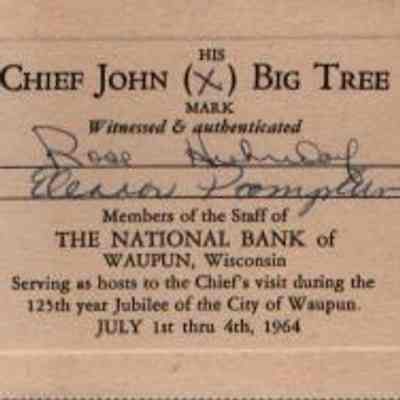 HIS
CHIEF JOHN (X) BIG TREE
MARK
Witnessed & authenticated
Rose
Eleanor
Members of the Staff of
THE NATIONAL BANK of
WAUPUN, Wisconsin
Serving as hosts to the Chief's visit during the
125th year Jubilee of the City of Waupun.
JULY 1st thru 4th, 1964